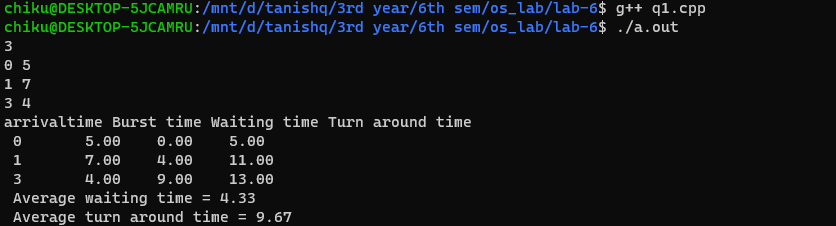 chiku@DESKTOP-5JCAMRU:/mnt/d/tanishq/3rd year/6th sem/os_lab/lab-6$ g++ q1.cpp
chiku@DESKTOP-5JCAMRU:/mnt/d/tanishq/3rd year/6th sem/os_lab/lab-6$ ./a.out
3
0 5
1 7
3 4
arrivaltime Burst time Waiting time Turn around time
0 5.00 0.00 5.00
1 7.00 4.00 11.00
3 4.00 9.00 13.00
Average waiting time = 4.33
Average turn around time = 9.67